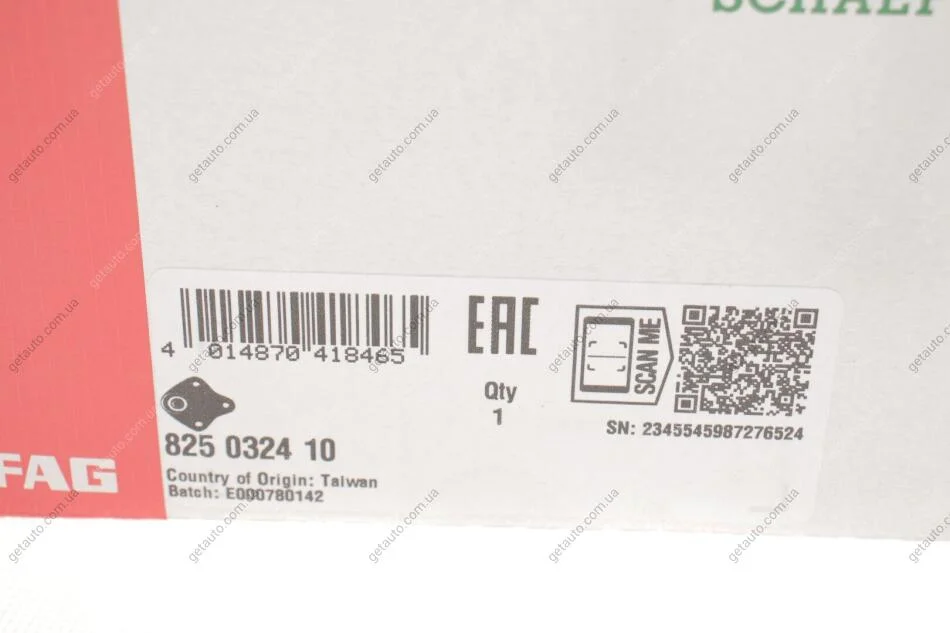 SCHAEF
4 014870 418465
EAC
SCAN ME
Qty
1
825 0324 10
SN: 2345545987276524
Country of Origin: Taiwan
Batch: E000780142
FAG
getauto.com.ua